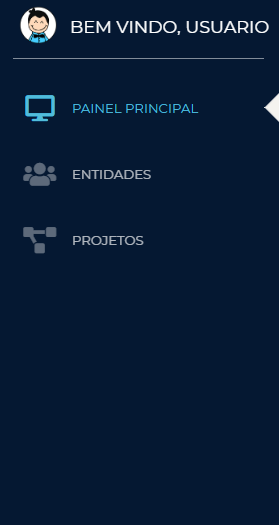 BEM VINDO, USUARIO
PAINEL PRINCIPAL
ENTIDADES
PROJETOS